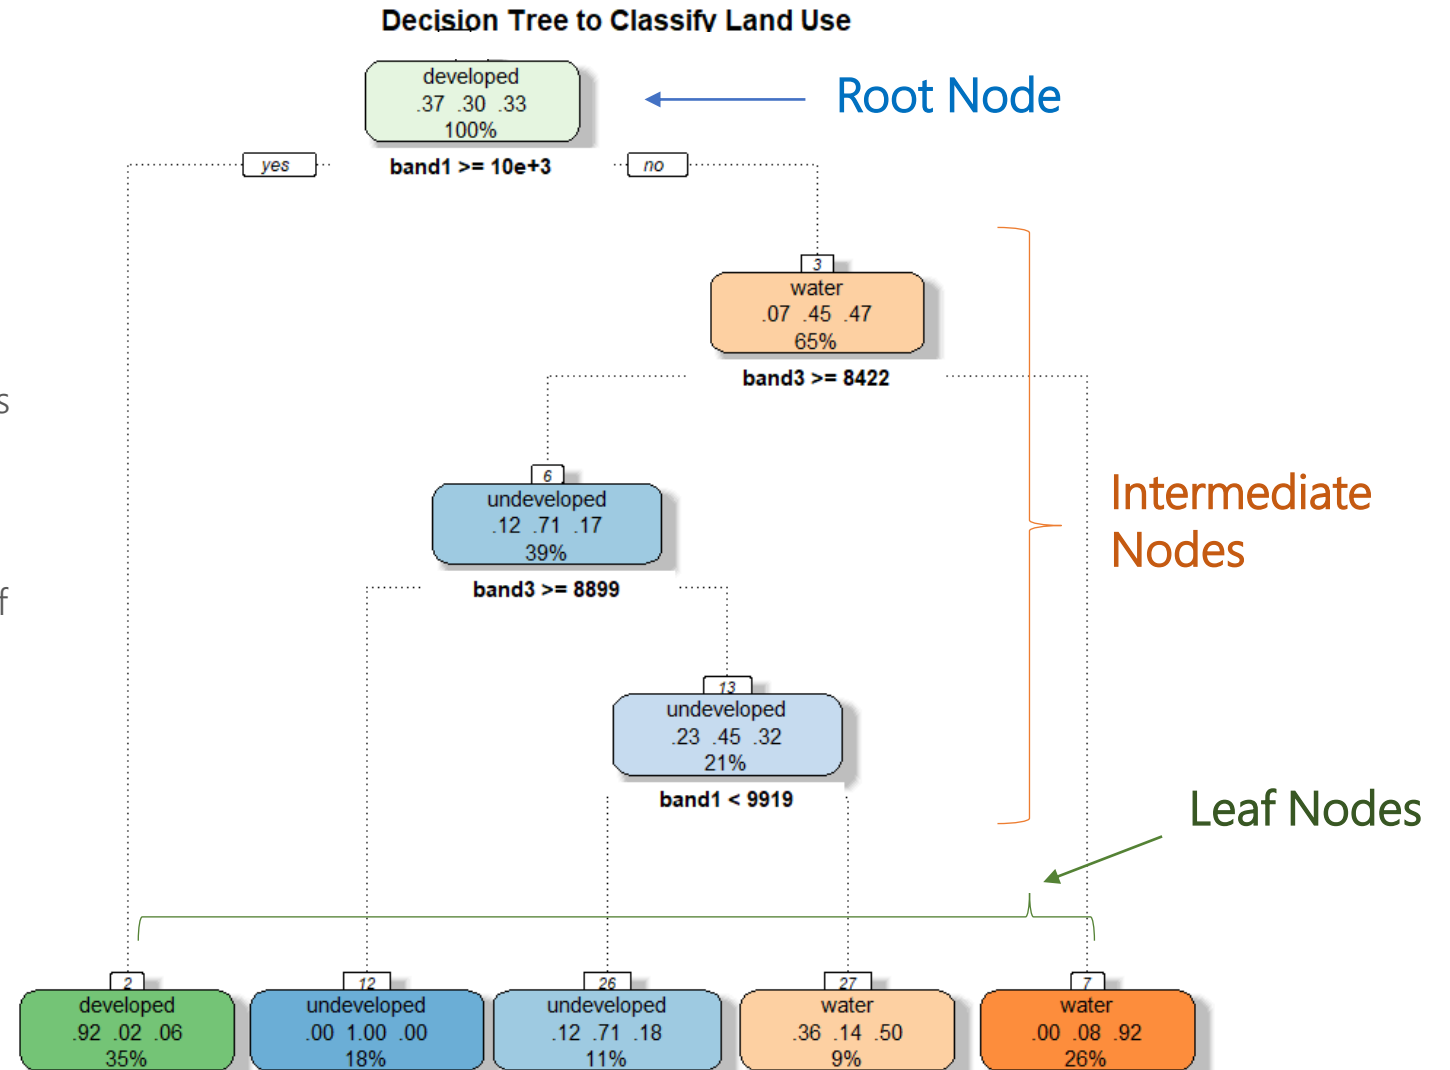 Decision Tree to Classify Land Use
developed
.37 .30 .33
100%
Root Node
yes
band1 >= 10e+3
no
3
water
.07 .45 .47
65%
band3 >= 8422
s
6
undeveloped
.12 .71 .17
39%
Intermediate
Nodes
band3 >= 8899
f
13
undeveloped
.23 .45 .32
21%
band1 < 9919
Leaf Nodes
2
developed
.92 .02 .06
35%
12
undeveloped
.00 1.00 .00
18%
26
undeveloped
.12 .71 .18
11%
27
water
.36 .14 .50
9%
7
water
.00 .08 .92
26%